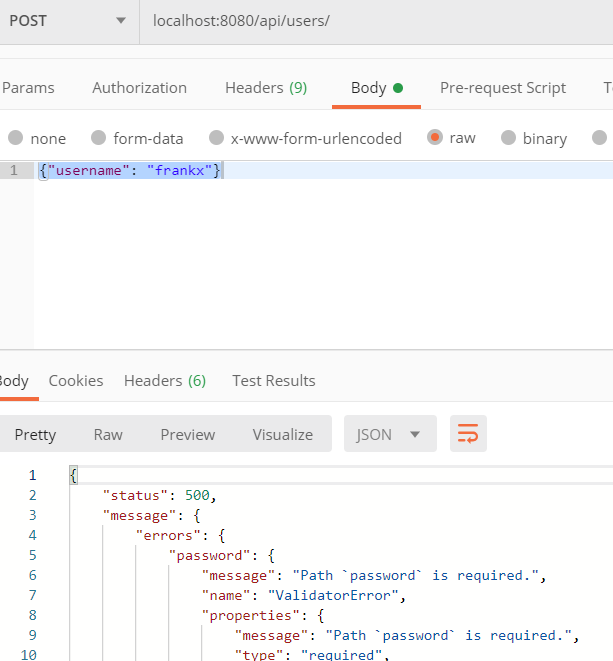 POST localhost:8080/api/users/
Params Authorization Headers (9) Body Pre-request Script
none form-data x-www-form-urlencoded raw binary
1 {"username": "frankx"}
Body Cookies Headers (6) Test Results
Pretty Raw Preview Visualize JSON
1 {
2 "status": 500,
3 "message": {
4 "errors": {
5 "password": {
6 "message": "Path `password` is required.",
7 "name": "ValidatorError",
8 "properties": {
9 "message": "Path `password` is required.",
10 "type": "required",